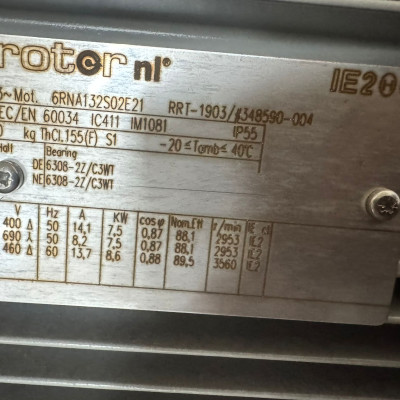 rotor nl®
IE2
3~Mot. 6RNA132S02E21 RRT-1903/#348590-004
EC/EN 60034 IC411 IM1081 IP55
kg ThCl.155(F) S1 -20≤Tamb≤ 40°C
Bearing
DE 6308-2Z/C3WT
NE 6308-2Z/C3WT
V Hz A KW cosφ Nom.Eff r/min IE cl
400 Δ 50 14,1 7,5 0,87 88,1 2953 IE2
690 Δ 50 8,2 7,5 0,87 88,1 2953 IE2
460 Δ 60 13,7 8,6 0,88 89,5 3560 IE2